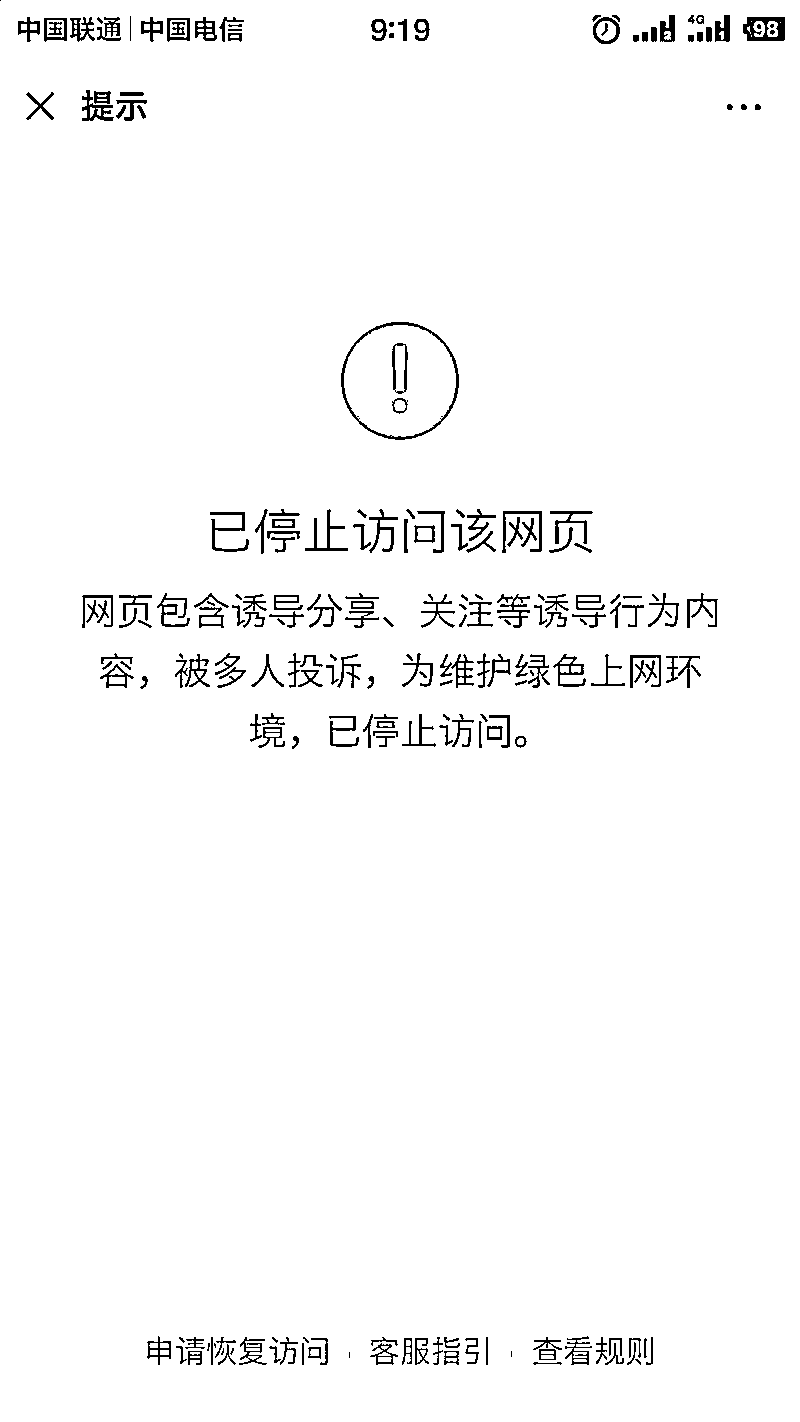 中国联通 | 中国电信 9:19 4G 98
提示
已停止访问该网页
网页包含诱导分享、关注等诱导行为内
容，被多人投诉，为维护绿色上网环
境，已停止访问。
申请恢复访问 | 客服指引 | 查看规则